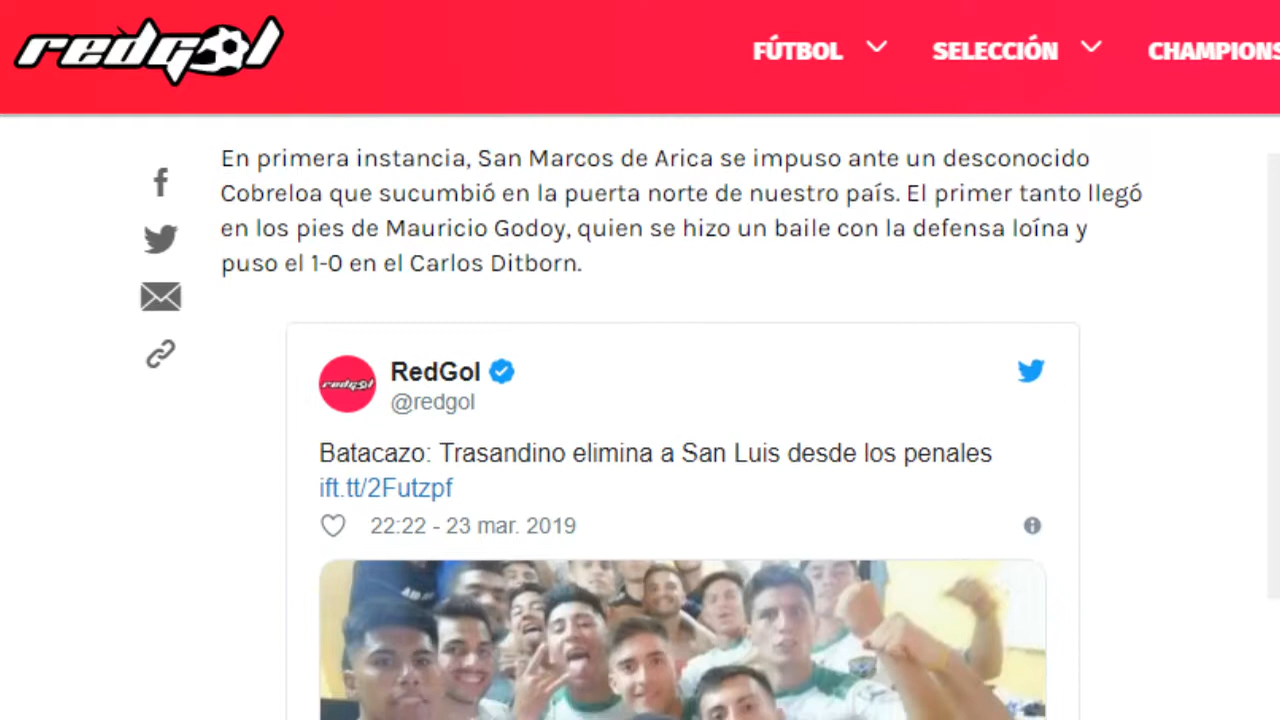 redgol
FÚTBOL
SELECCIÓN
CHAMPIONS
En primera instancia, San Marcos de Arica se impuso ante un desconocido
Cobreloa que sucumbió en la puerta norte de nuestro país. El primer tanto llegó
en los pies de Mauricio Godoy, quien se hizo un baile con la defensa loína y
puso el 1-0 en el Carlos Ditborn.
redgol
RedGol
@redgol
Batacazo: Trasandino elimina a San Luis desde los penales
ift.tt/2Futzpf
22:22 - 23 mar. 2019